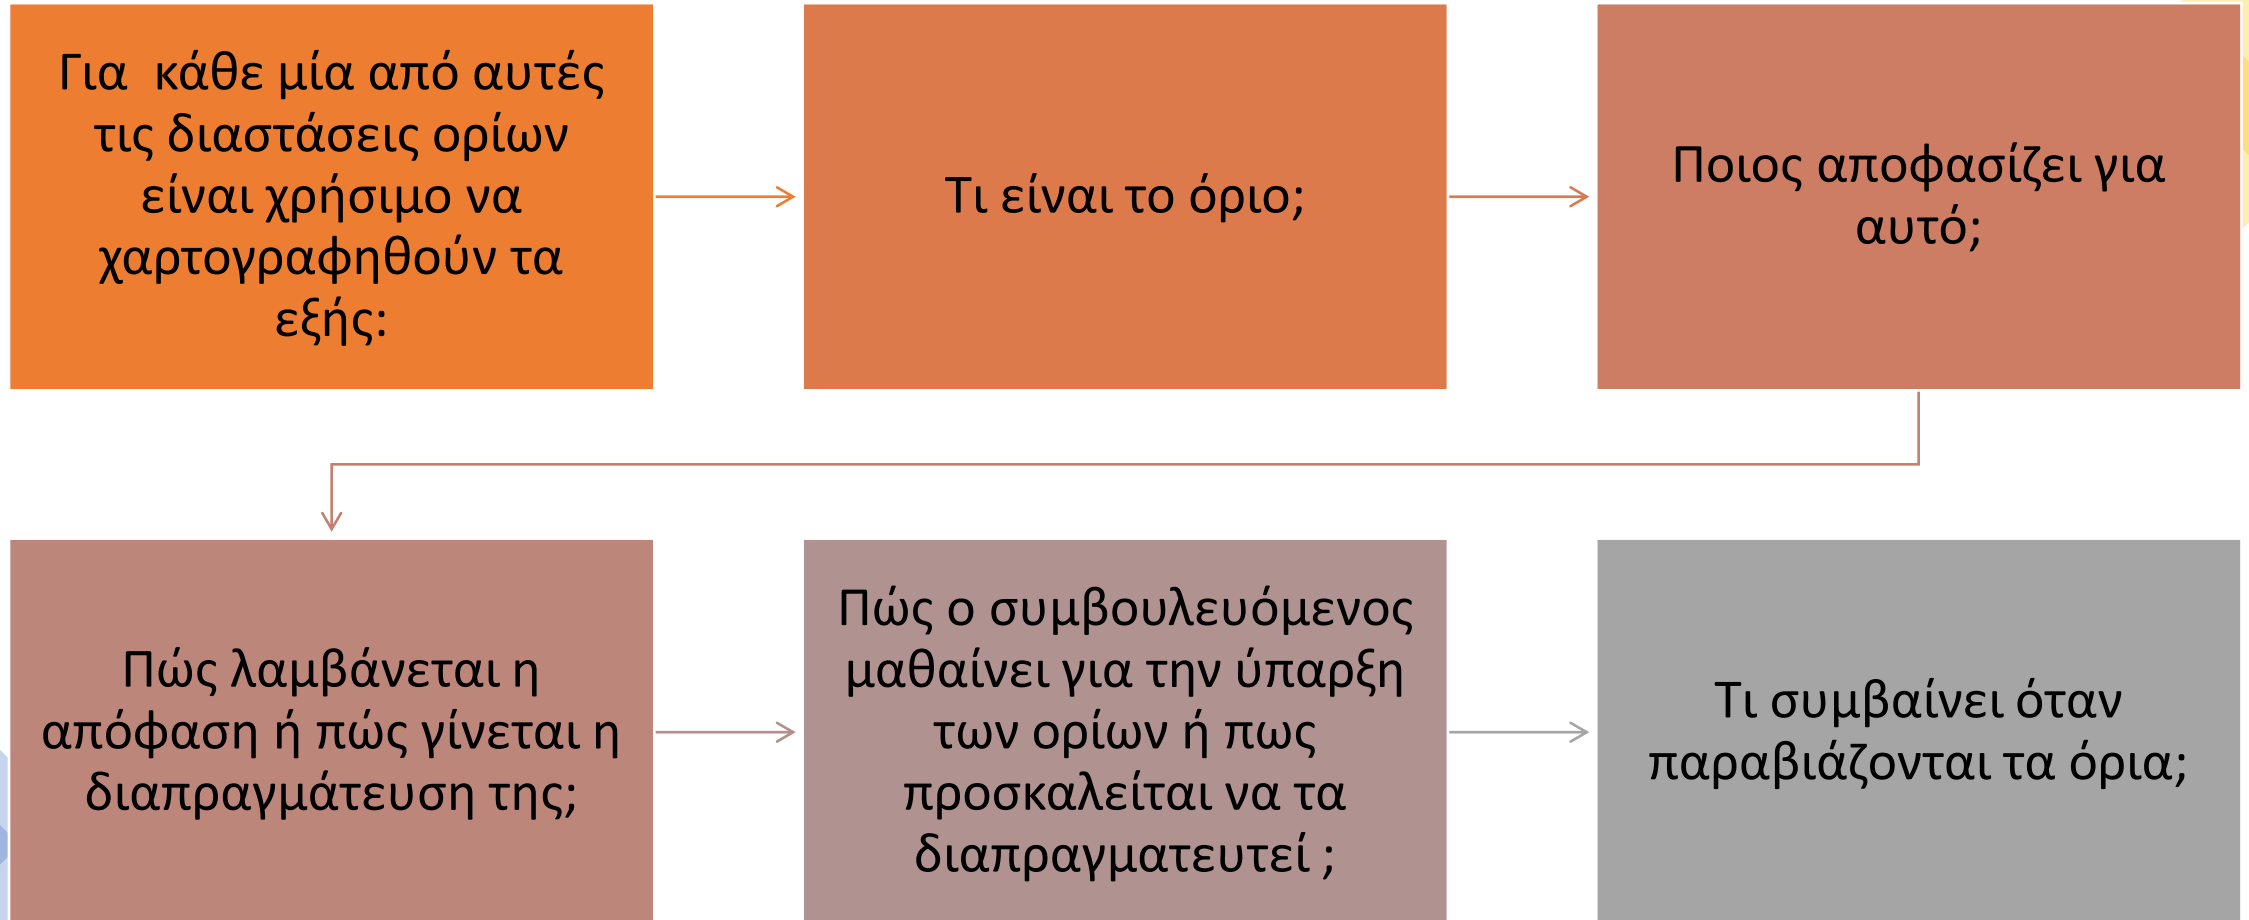 Για  κάθε μία από αυτές
τις διαστάσεις ορίων
είναι χρήσιμο να
χαρτογραφηθούν τα
εξής:
Τι είναι το όριο;
Ποιος αποφασίζει για
αυτό;
Πώς λαμβάνεται η
απόφαση ή πώς γίνεται η
διαπραγμάτευση της;
Πώς ο συμβουλευόμενος
μαθαίνει για την ύπαρξη
των ορίων ή πως
προσκαλείται να τα
διαπραγματευτεί ;
Τι συμβαίνει όταν
παραβιάζονται τα όρια;